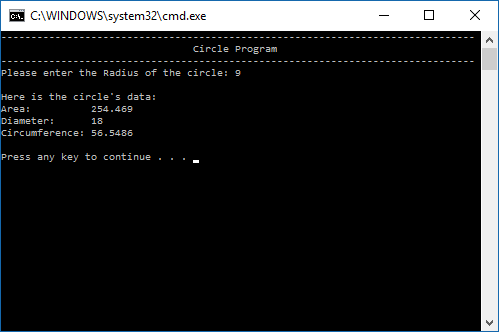 C:\WINDOWS\system32\cmd.exe
-------------------------------------------------------------------------------
Circle Program
-------------------------------------------------------------------------------
Please enter the Radius of the circle: 9
Here is the circle's data:
Area:          254.469
Diameter:      18
Circumference: 56.5486
Press any key to continue . . .